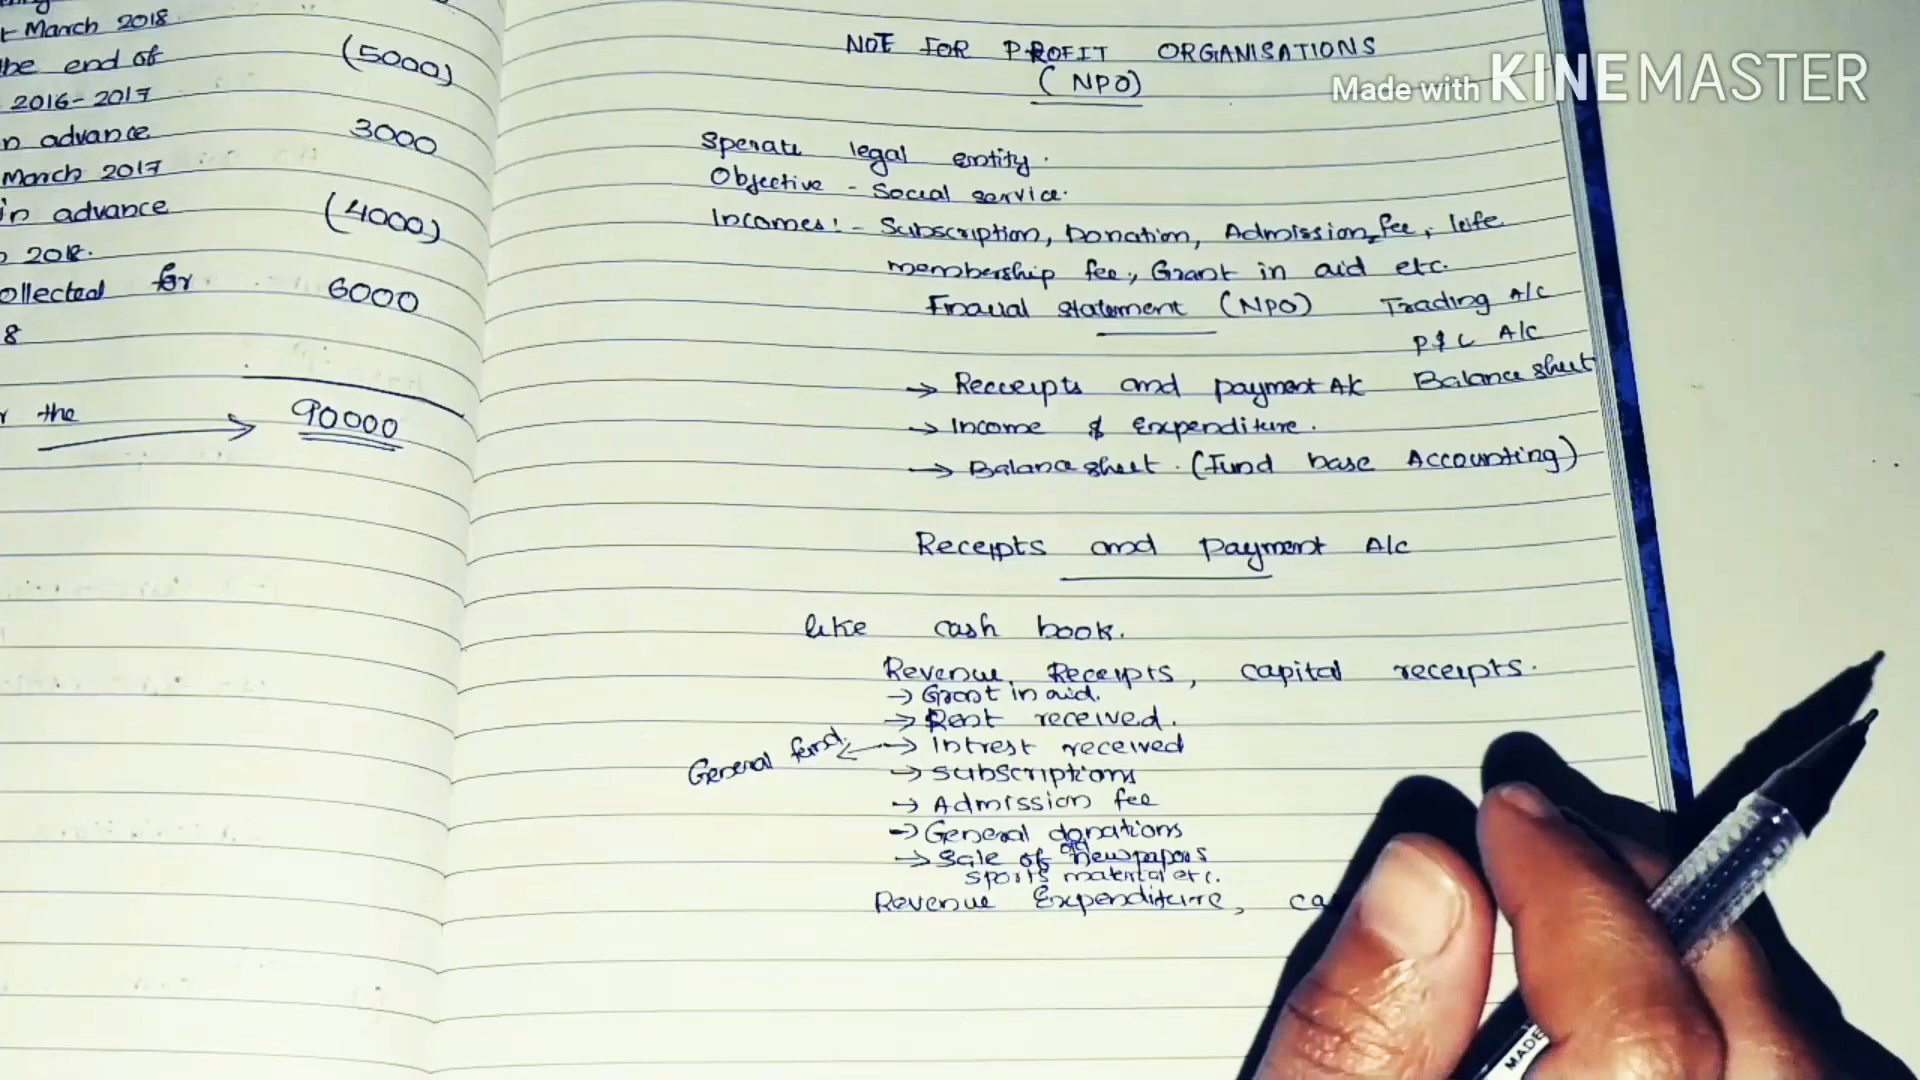 t March 2018
be end of (5000)
2016-2017
n advance 3000
March 2017
in advance (4000)
2018.
ollected for 6000
8
r the → 90000
NOT FOR PROFIT ORGANISATIONS
(NPO)
Made with KINEMASTER
Sperate legal entity.
Objective - Social service.
Incomes:- Subscription, Donation, Admission fee, life
membership fee, Grant in aid etc.
Finaual statement (NPO) Trading A/c
P & L A/c
→ Receeipts and payment A/c Balance sheet
→ Income & Expenditure.
→ Balance sheet. (Fund base Accounting)
Receipts and payment A/c
like cash book.
Revenue Receipts, capital receipts.
→ Grant in aid.
→ Rent received.
General fund ← → Intrest received
→ subscriptions
→ Admission fee
→ General donations
→ Sale of old newspapers
sports material etc.
Revenue Expenditure, ca
MADE